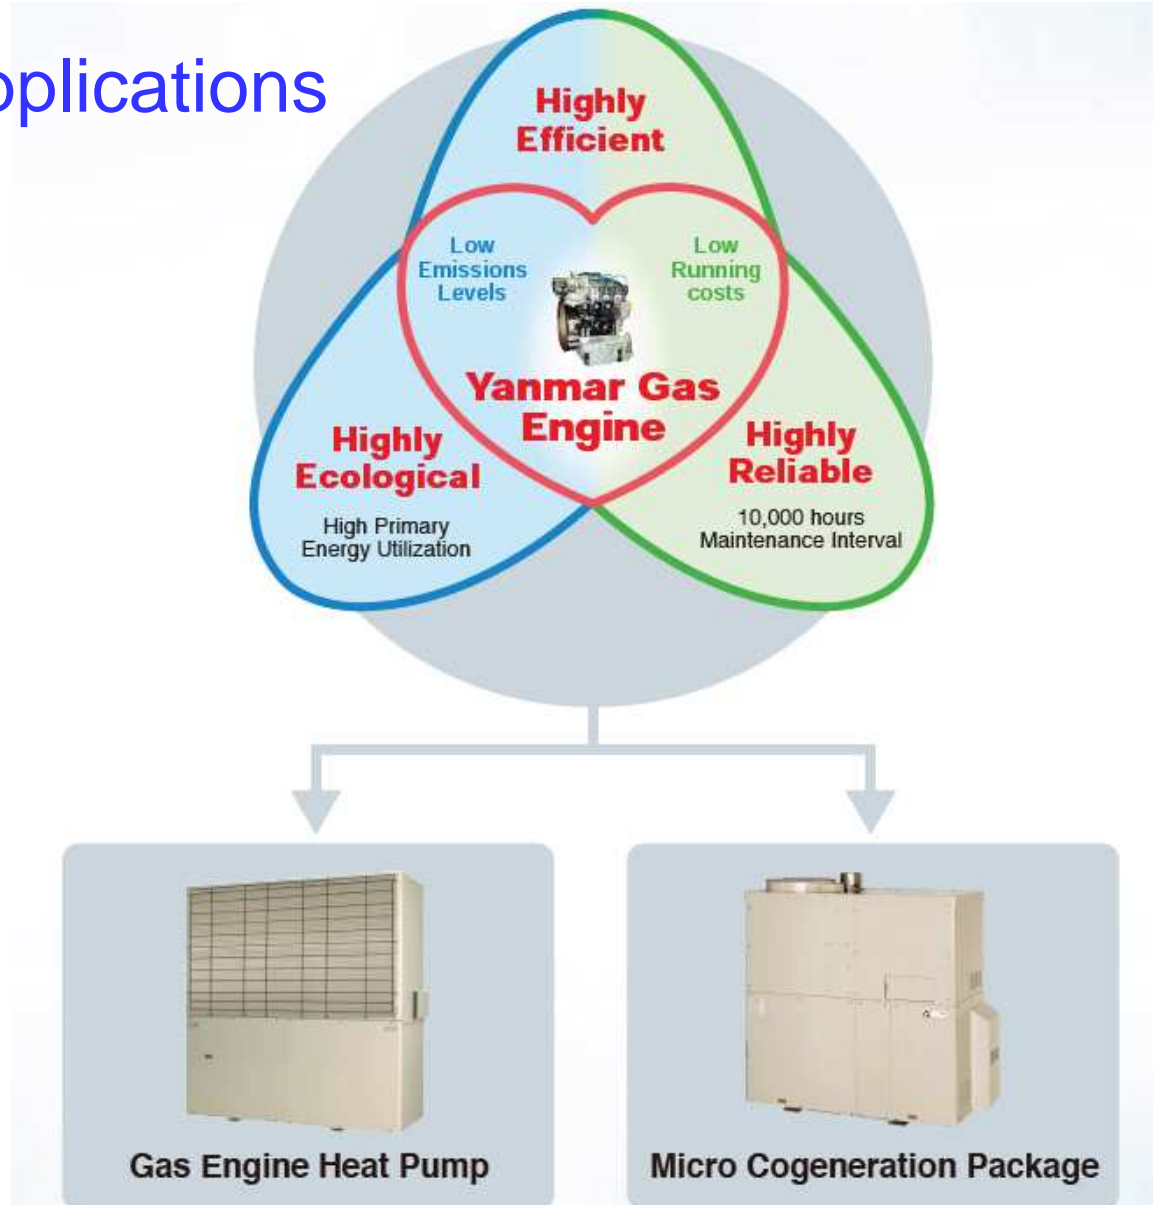 pplications
Highly
Efficient
Low
Emissions
Levels
Low
Running
costs
Yanmar Gas
Engine
Highly
Ecological
High Primary
Energy Utilization
Highly
Reliable
10,000 hours
Maintenance Interval
Gas Engine Heat Pump
Micro Cogeneration Package